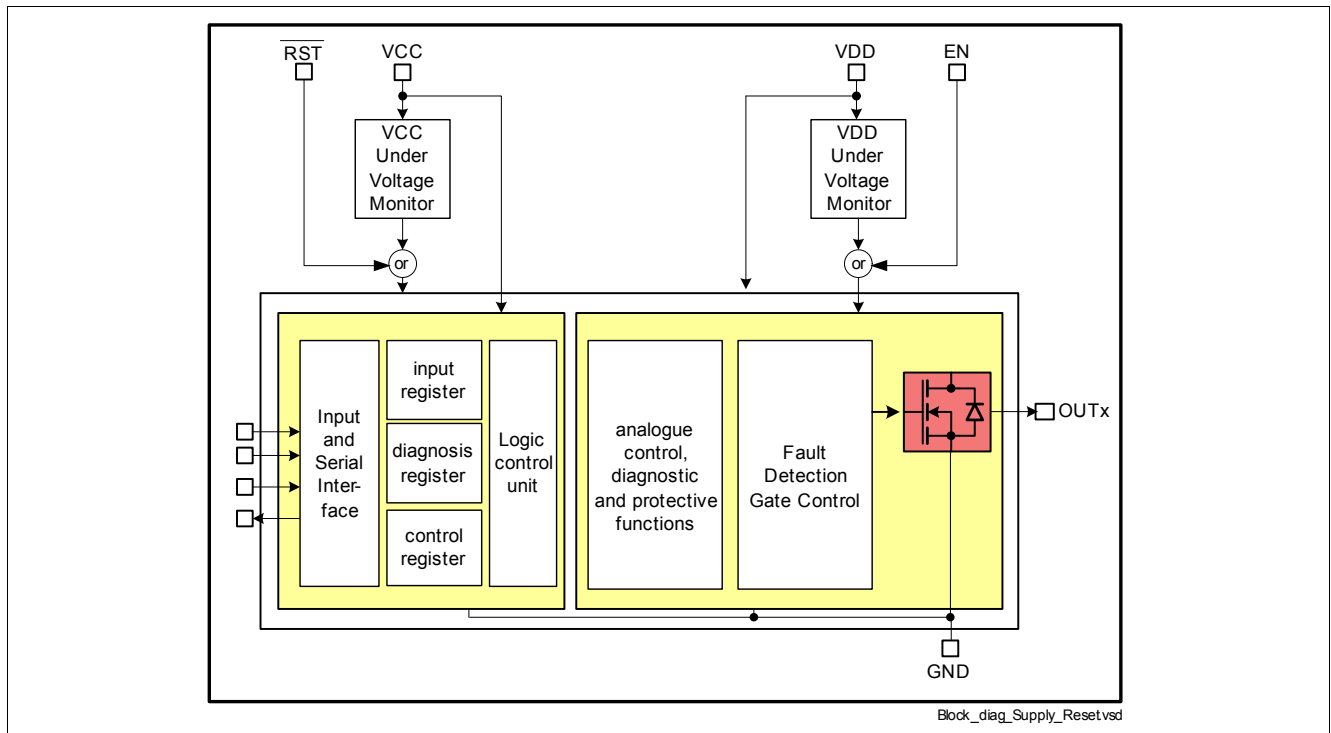 RST
VCC
VDD
EN
VCC
Under
Voltage
Monitor
VDD
Under
Voltage
Monitor
or
or
Input
and
Serial
Inter-
face
input
register
diagnosis
register
control
register
Logic
control
unit
analogue
control,
diagnostic
and protective
functions
Fault
Detection
Gate Control
OUTx
GND
Block_diag_Supply_Reset.vsd